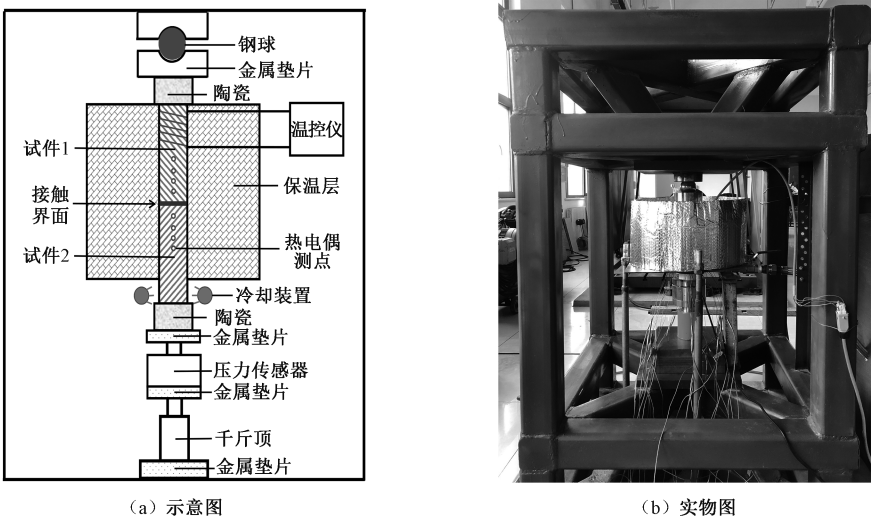 钢球
金属垫片
陶瓷
温控仪
试件1
保温层
接触
界面
试件2
热电偶
测点
冷却装置
陶瓷
金属垫片
压力传感器
金属垫片
千斤顶
金属垫片
(a) 示意图
(b) 实物图